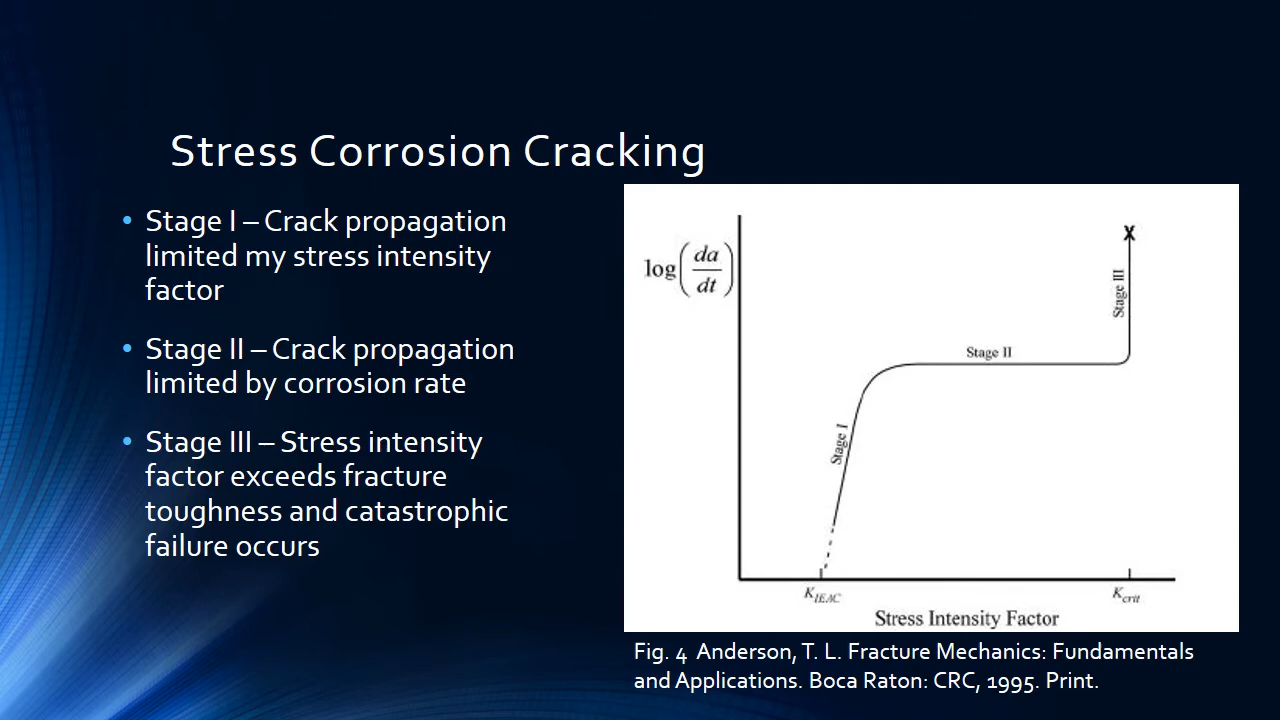 Stress Corrosion Cracking
• Stage I – Crack propagation
limited my stress intensity
factor
• Stage II – Crack propagation
limited by corrosion rate
• Stage III – Stress intensity
factor exceeds fracture
toughness and catastrophic
failure occurs
log(da/dt)
X
Stage III
Stage II
Stage I
K_IEAC
K_crit
Stress Intensity Factor
Fig. 4 Anderson, T. L. Fracture Mechanics: Fundamentals
and Applications. Boca Raton: CRC, 1995. Print.